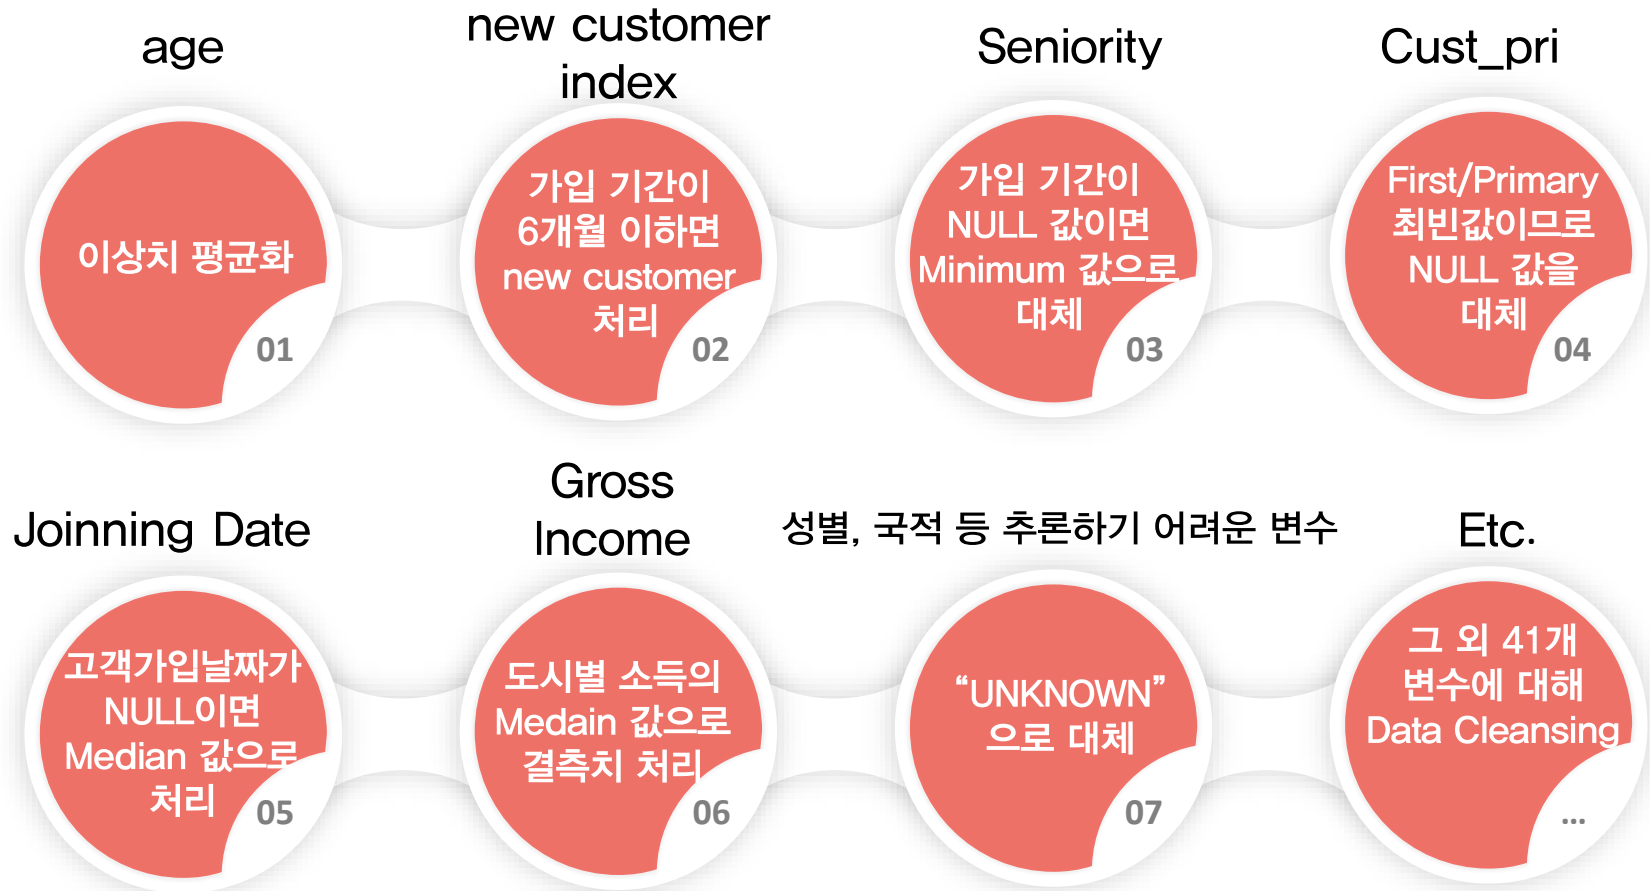 age
이상치 평균화
01
new customer
index
가입 기간이
6개월 이하면
new customer
처리
02
Seniority
가입 기간이
NULL 값이면
Minimum 값으로
대체
03
Cust_pri
First/Primary
최빈값이므로
NULL 값을
대체
04
Joinning Date
고객가입날짜가
NULL이면
Median 값으로
처리
05
Gross
Income
도시별 소득의
Medain 값으로
결측치 처리
06
성별, 국적 등 추론하기 어려운 변수
“UNKNOWN”
으로 대체
07
Etc.
그 외 41개
변수에 대해
Data Cleansing
...